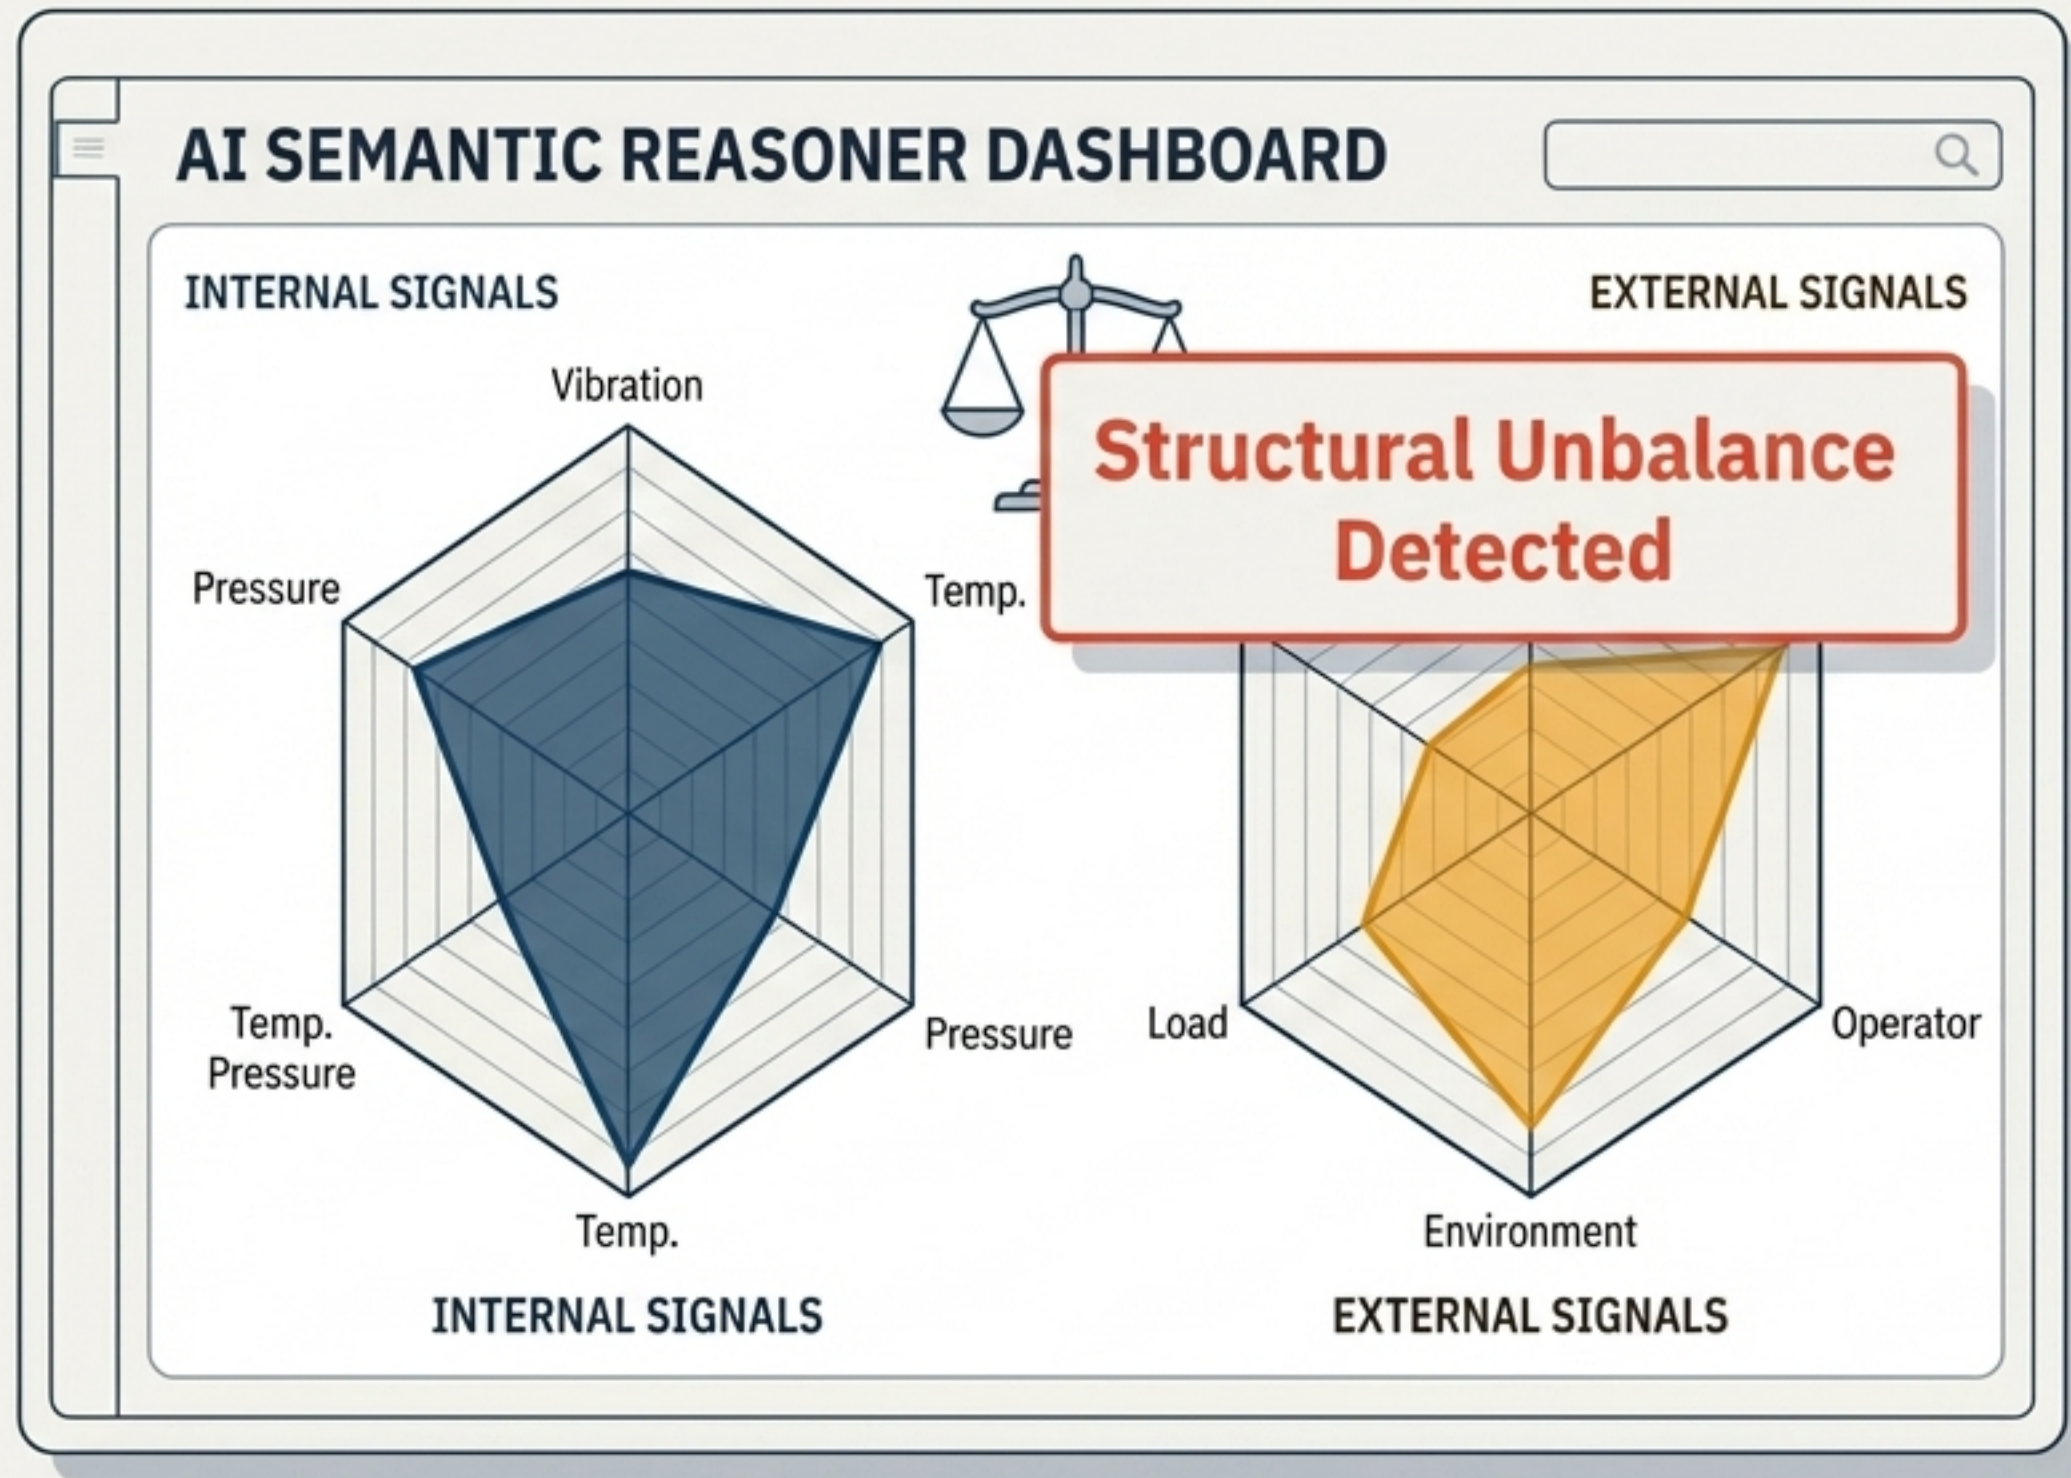 AI SEMANTIC REASONER DASHBOARD
INTERNAL SIGNALS
EXTERNAL SIGNALS
Vibration
Structural Unbalance
Detected
Pressure
Temp.
Temp.
Pressure
Pressure
Load
Operator
Temp.
Environment
INTERNAL SIGNALS
EXTERNAL SIGNALS